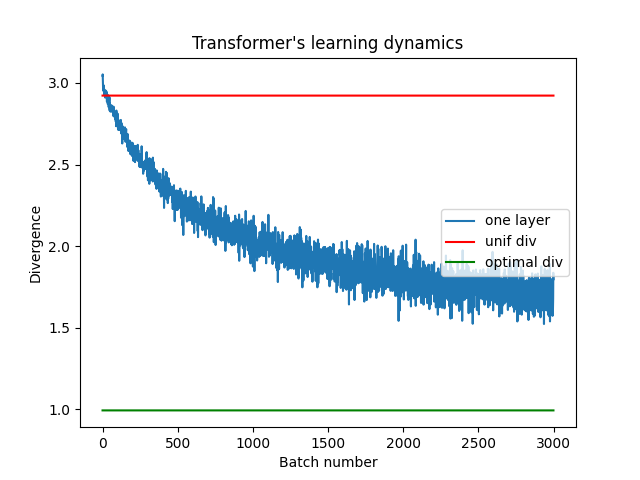 Transformer's learning dynamics
Divergence
3.0
2.5
2.0
1.5
1.0
one layer
unif div
optimal div
0
500
1000
1500
2000
2500
3000
Batch number